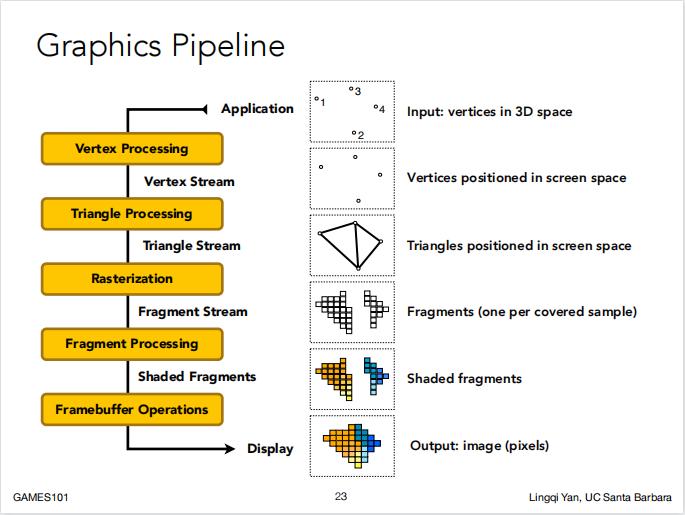 Graphics Pipeline
Application
1
3
4
2
Input: vertices in 3D space
Vertex Processing
Vertex Stream
Vertices positioned in screen space
Triangle Processing
Triangle Stream
Triangles positioned in screen space
Rasterization
Fragment Stream
Fragments (one per covered sample)
Fragment Processing
Shaded Fragments
Shaded fragments
Framebuffer Operations
Display
Output: image (pixels)
GAMES101
23
Lingqi Yan, UC Santa Barbara